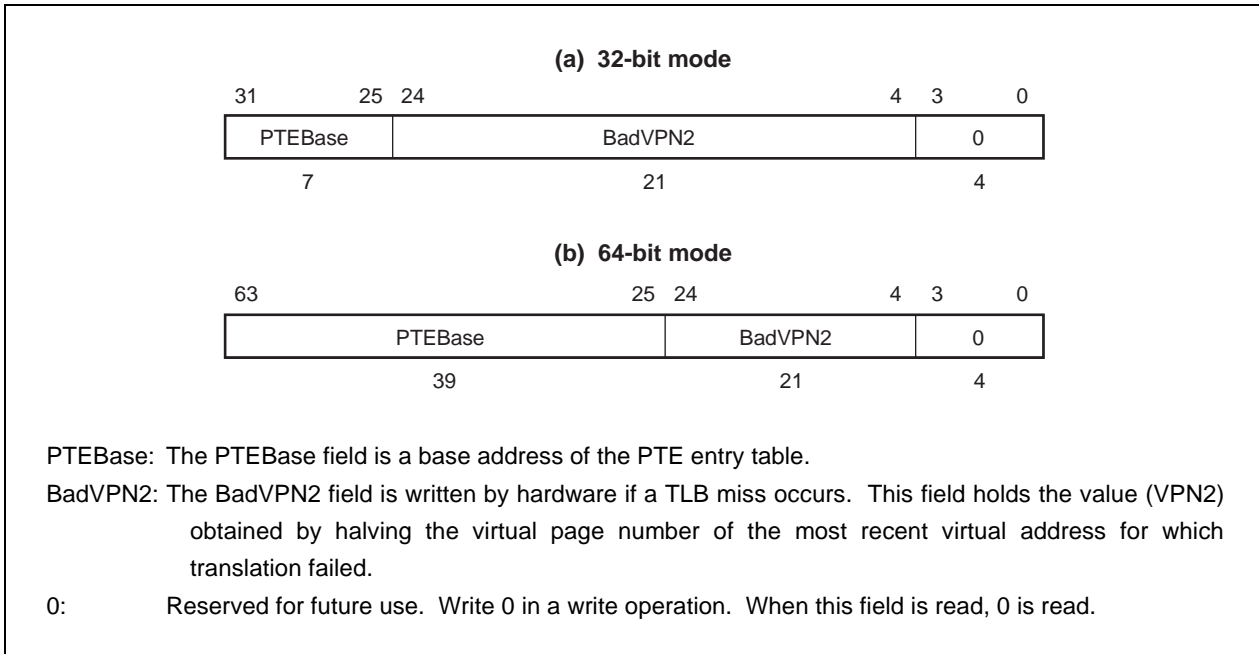 (a) 32-bit mode
31 25 24 4 3 0
PTEBase BadVPN2 0
7 21 4
(b) 64-bit mode
63 25 24 4 3 0
PTEBase BadVPN2 0
39 21 4
PTEBase: The PTEBase field is a base address of the PTE entry table.
BadVPN2: The BadVPN2 field is written by hardware if a TLB miss occurs. This field holds the value (VPN2)
obtained by halving the virtual page number of the most recent virtual address for which
translation failed.
0: Reserved for future use. Write 0 in a write operation. When this field is read, 0 is read.